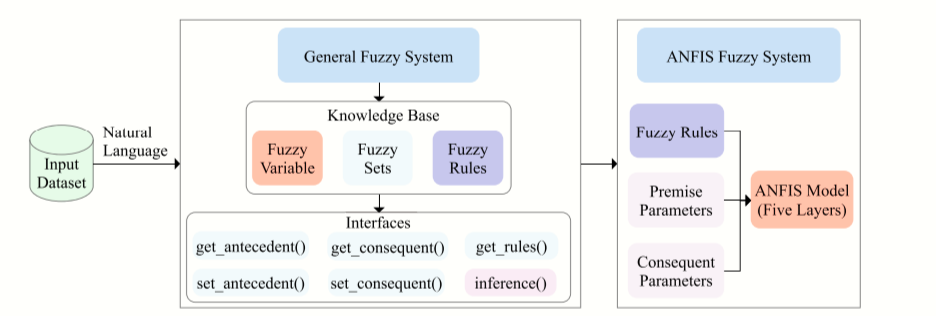 Input
Dataset
Natural
Language
General Fuzzy System
Knowledge Base
Fuzzy
Variable
Fuzzy
Sets
Fuzzy
Rules
Interfaces
get_antecedent()
get_consequent()
get_rules()
set_antecedent()
set_consequent()
inference()
ANFIS Fuzzy System
Fuzzy Rules
Premise
Parameters
Consequent
Parameters
ANFIS Model
(Five Layers)